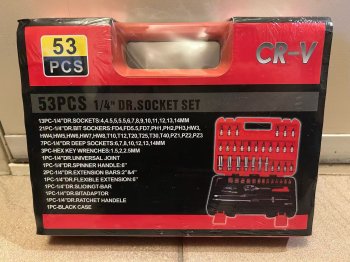 53
PCS
CR-V
53PCS 1/4" DR.SOCKET SET
13PC-1/4"DR.SOCKETS:4,4.5,5,5.5,6,7,8,9,10,11,12,13,14MM
21PC-1/4"DR.BIT SOCKERS:FD4,FD5.5,FD7,PH1,PH2,PH3,HW3,
HW4,HW5,HW6,HW7,HW8,T10,T12,T20,T25,T27,T30,T40,PZ1,PZ2,PZ3
7PC-1/4"DR DEEP SOCKETS:6,7,8,10,12,13,14MM
3PC-HEX KEY WRENCHES:1.5,2,2.5MM
1PC-1/4"DR.UNIVERSAL JOINT
1PC-1/4"DR.SPINNER HANDLE:6"
2PC-1/4"DR.EXTENSION BARS:2"&4"
1PC-1/4"DR.FLEXIBLE EXTENSION:6"
1PC-1/4"DR.SLIDINGT-BAR
1PC-1/4"DR.BITADAPTOR
1PC-1/4"DR.RATCHET HANDELE
1PC-BLACK CASE